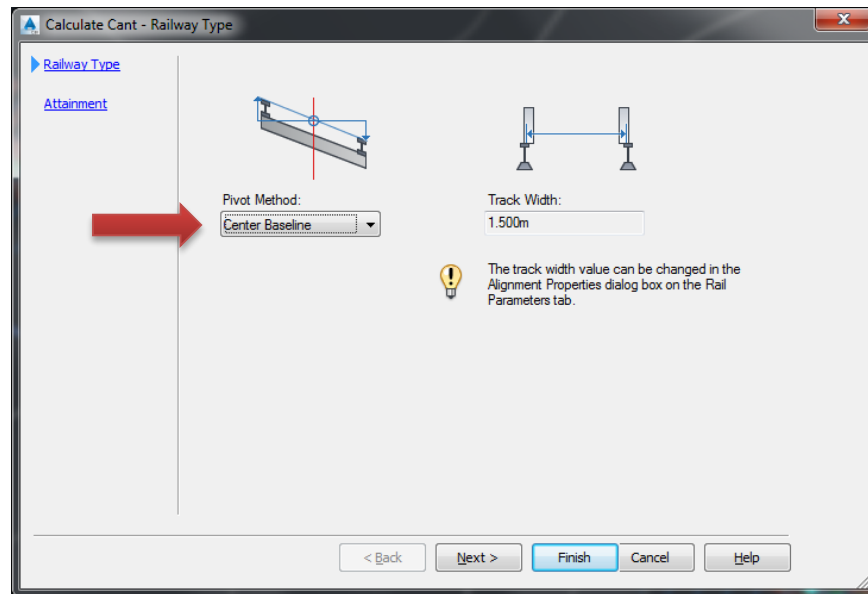 Calculate Cant - Railway Type
Railway Type
Attainment
Pivot Method:
Center Baseline
Track Width:
1.500m
The track width value can be changed in the
Alignment Properties dialog box on the Rail
Parameters tab.
< Back
Next >
Finish
Cancel
Help